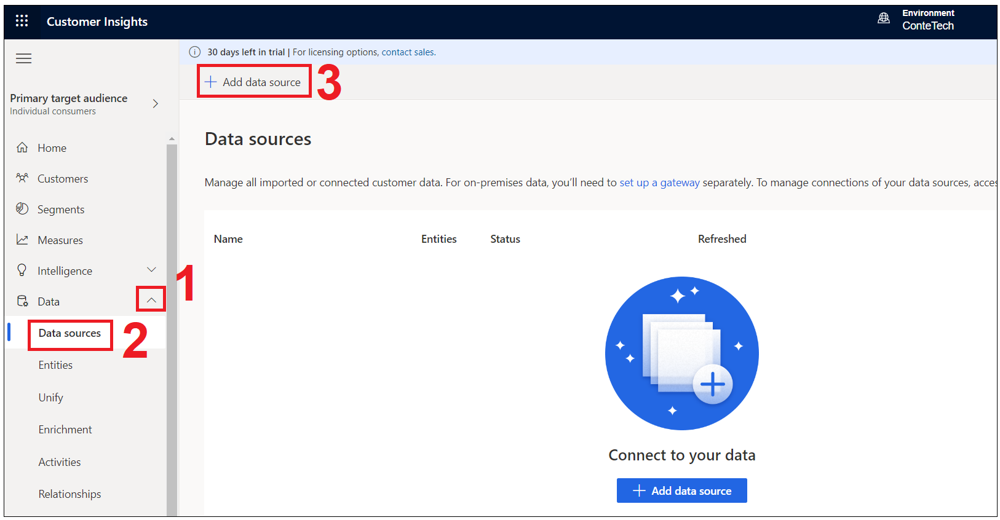 Customer Insights
Environment
ConteTech
30 days left in trial | For licensing options, contact sales.
Add data source
3
Primary target audience
Individual consumers
Home
Customers
Segments
Measures
Intelligence
1
Data
Data sources
2
Entities
Unify
Enrichment
Activities
Relationships
Data sources
Manage all imported or connected customer data. For on-premises data, you'll need to set up a gateway separately. To manage connections of your data sources, acces
Name Entities Status Refreshed
Connect to your data
Add data source